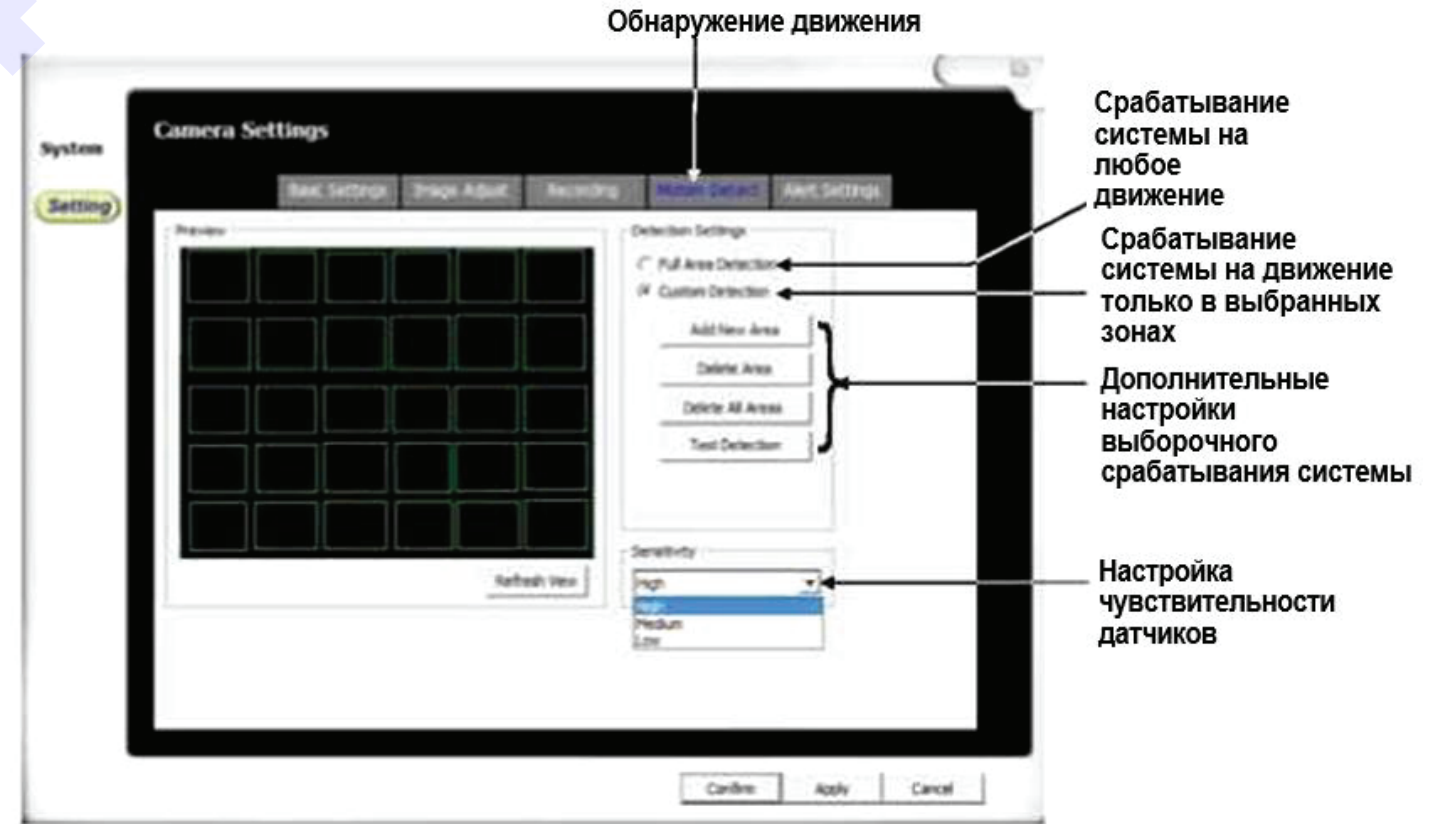 Обнаружение движения
Camera Settings
System
Setting
Basic Settings
Image Adjust
Recording
Motion Detect
Alert Settings
Preview
Refresh View
Detection Settings
Full Area Detection
Custom Detection
Add New Area
Delete Area
Delete All Areas
Test Detection
Sensitivity
High
High
Medium
Low
Confirm
Apply
Cancel
Срабатывание
системы на
любое
движение
Срабатывание
системы на движение
только в выбранных
зонах
Дополнительные
настройки
выборочного
срабатывания системы
Настройка
чувствительности
датчиков